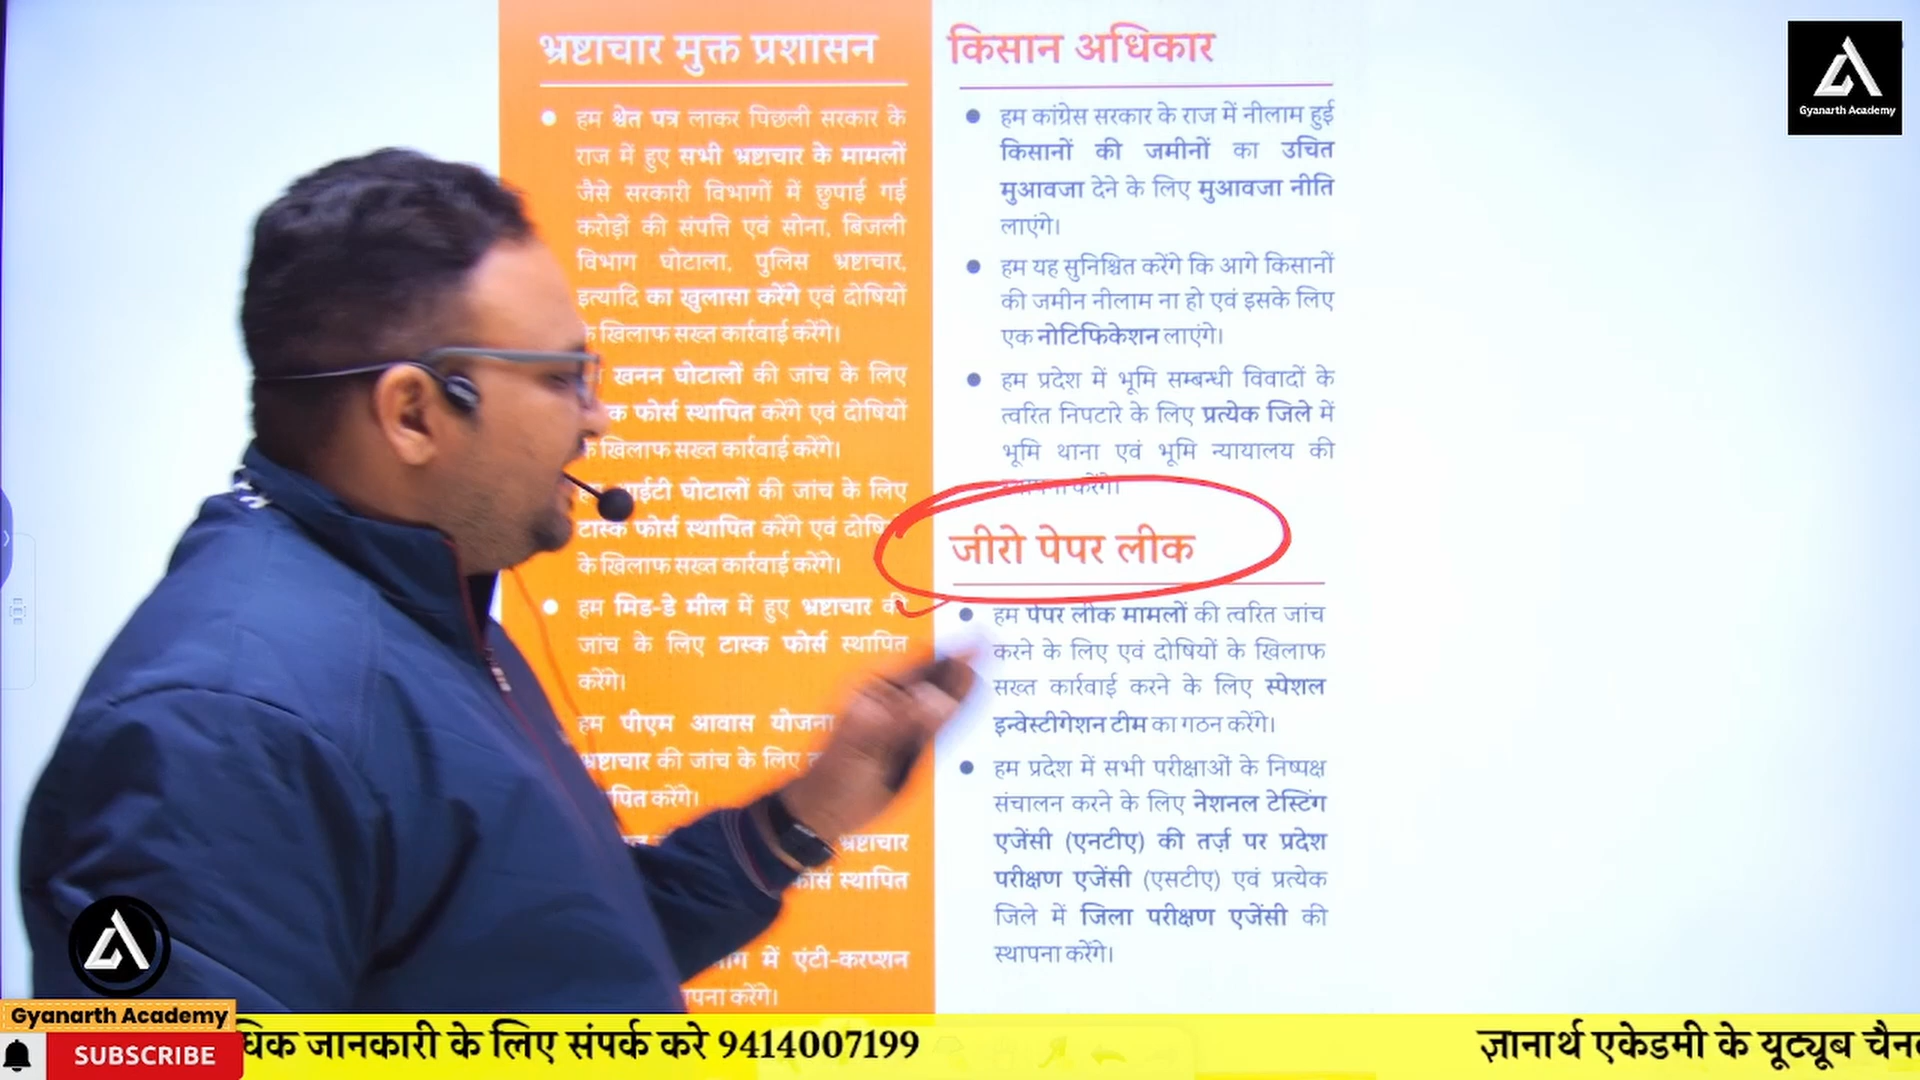 भ्रष्टाचार मुक्त प्रशासन
हम श्वेत पत्र लाकर पिछली सरकार के
राज में हुए सभी भ्रष्टाचार के मामलों
जैसे सरकारी विभागों में छुपाई गई
करोड़ों की संपत्ति एवं सोना, बिजली
विभाग घोटाला, पुलिस भ्रष्टाचार,
इत्यादि का खुलासा करेंगे एवं दोषियों
के खिलाफ सख्त कार्रवाई करेंगे।
खनन घोटालों की जांच के लिए
फोर्स स्थापित करेंगे एवं दोषियों
के खिलाफ सख्त कार्रवाई करेंगे।
आईटी घोटालों की जांच के लिए
टास्क फोर्स स्थापित करेंगे एवं
के खिलाफ सख्त कार्रवाई करेंगे।
हम मिड-डे मील में हुए भ्रष्टाचार की
जांच के लिए टास्क फोर्स स्थापित
करेंगे।
हम पीएम आवास योजना
भ्रष्टाचार की जांच के लिए
करेंगे।
भ्रष्टाचार
फोर्स स्थापित
में एंटी-करप्शन
करेंगे।
किसान अधिकार
हम कांग्रेस सरकार के राज में नीलाम हुई
किसानों की जमीनों का उचित
मुआवजा देने के लिए मुआवजा नीति
लाएंगे।
हम यह सुनिश्चित करेंगे कि आगे किसानों
की जमीन नीलाम ना हो एवं इसके लिए
एक नोटिफिकेशन लाएंगे।
हम प्रदेश में भूमि सम्बन्धी विवादों के
त्वरित निपटारे के लिए प्रत्येक जिले में
भूमि थाना एवं भूमि न्यायालय की
स्थापना करेंगे।
जीरो पेपर लीक
हम पेपर लीक मामलों की त्वरित जांच
करने के लिए एवं दोषियों के खिलाफ
सख्त कार्रवाई करने के लिए स्पेशल
इन्वेस्टीगेशन टीम का गठन करेंगे।
हम प्रदेश में सभी परीक्षाओं के निष्पक्ष
संचालन करने के लिए नेशनल टेस्टिंग
एजेंसी (एनटीए) की तर्ज़ पर प्रदेश
परीक्षण एजेंसी (एसटीए) एवं प्रत्येक
जिले में जिला परीक्षण एजेंसी की
स्थापना करेंगे।
Gyanarth Academy
Gyanarth Academy
SUBSCRIBE
जानकारी के लिए संपर्क करे 9414007199
ज्ञानार्थ एकेडमी के यूट्यूब